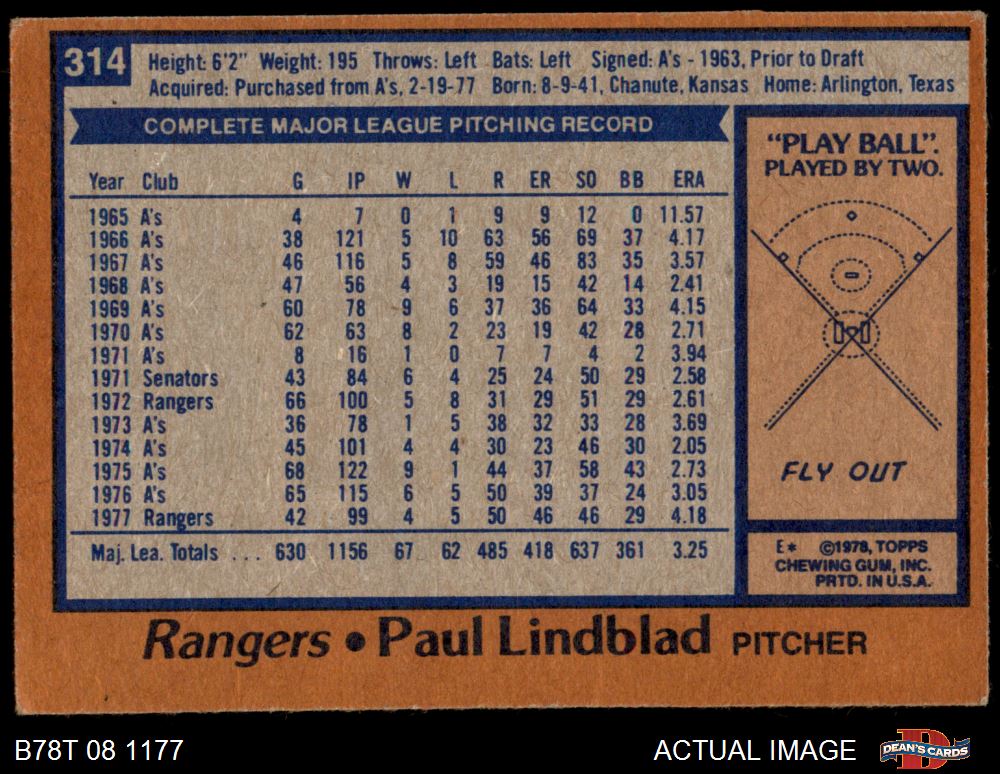 314
Height: 6'2" Weight: 195 Throws: Left Bats: Left Signed: A's - 1963, Prior to Draft
Acquired: Purchased from A's, 2-19-77 Born: 8-9-41, Chanute, Kansas Home: Arlington, Texas
COMPLETE MAJOR LEAGUE PITCHING RECORD
Year Club G IP W L R ER SO BB ERA
1965 A's 4 7 0 1 9 9 12 0 11.57
1966 A's 38 121 5 10 63 56 69 37 4.17
1967 A's 46 116 5 8 59 46 83 35 3.57
1968 A's 47 56 4 3 19 15 42 14 2.41
1969 A's 60 78 9 6 37 36 64 33 4.15
1970 A's 62 63 8 2 23 19 42 28 2.71
1971 A's 8 16 1 0 7 7 4 2 3.94
1971 Senators 43 84 6 4 25 24 50 29 2.58
1972 Rangers 66 100 5 8 31 29 51 29 2.61
1973 A's 36 78 1 5 38 32 33 28 3.69
1974 A's 45 101 4 4 30 23 46 30 2.05
1975 A's 68 122 9 1 44 37 58 43 2.73
1976 A's 65 115 6 5 50 39 37 24 3.05
1977 Rangers 42 99 4 5 50 46 46 29 4.18
Maj. Lea. Totals ... 630 1156 67 62 485 418 637 361 3.25
"PLAY BALL".
PLAYED BY TWO.
FLY OUT
E* ©1978, TOPPS
CHEWING GUM, INC.
PRTD. IN U.S.A.
Rangers • Paul Lindblad PITCHER
B78T 08 1177
ACTUAL IMAGE
DEAN'S CARDS